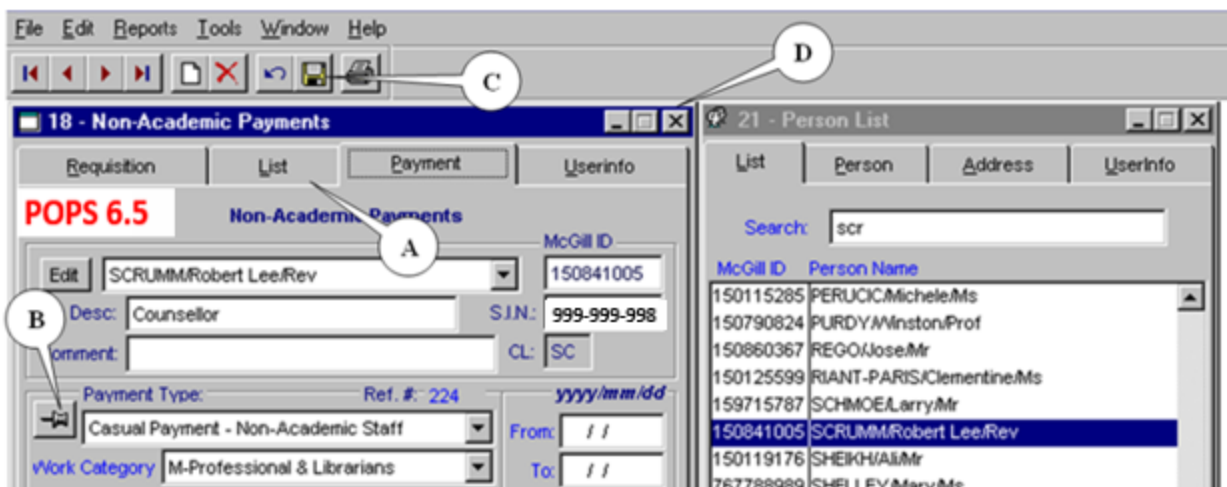 File Edit Reports Tools Window Help
C
D
18 - Non-Academic Payments
Requisition List Payment Userinfo
POPS 6.5
Non-Academic Payments
A
McGill ID
Edit SCRUMM/Robert Lee/Rev 150841005
B
Desc: Counsellor S.I.N.: 999-999-998
Comment: CL: SC
Payment Type: Ref. #: 224 yyyy/mm/dd
Casual Payment - Non-Academic Staff From: / /
Work Category M-Professional & Librarians To: / /
21 - Person List
List Person Address UserInfo
Search: scr
McGill ID Person Name
150115285 PERUCIC/Michele/Ms
150790824 PURDY/Winston/Prof
150860367 REGO/Jose/Mr
150125599 RIANT-PARIS/Clementine/Ms
159715787 SCHMOE/Larry/Mr
150841005 SCRUMM/Robert Lee/Rev
150119176 SHEIKH/Ali/Mr
767788989 SHELLEY/Mary/Ms